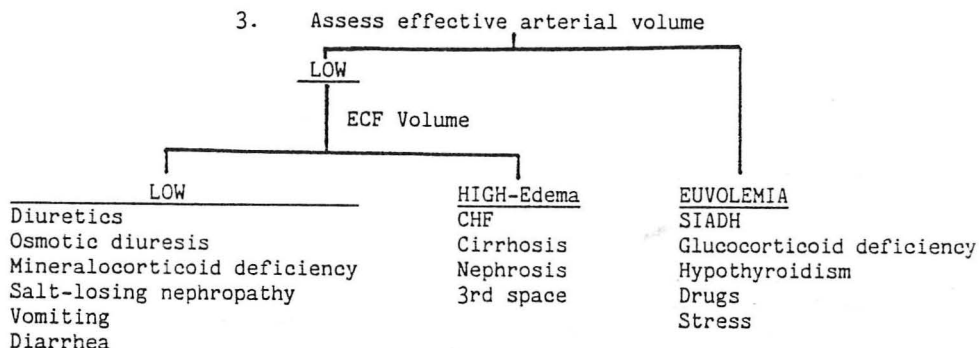 3. Assess effective arterial volume
LOW
ECF Volume
LOW
Diuretics
Osmotic diuresis
Mineralocorticoid deficiency
Salt-losing nephropathy
Vomiting
Diarrhea
HIGH-Edema
CHF
Cirrhosis
Nephrosis
3rd space
EUVOLEMIA
SIADH
Glucocorticoid deficiency
Hypothyroidism
Drugs
Stress